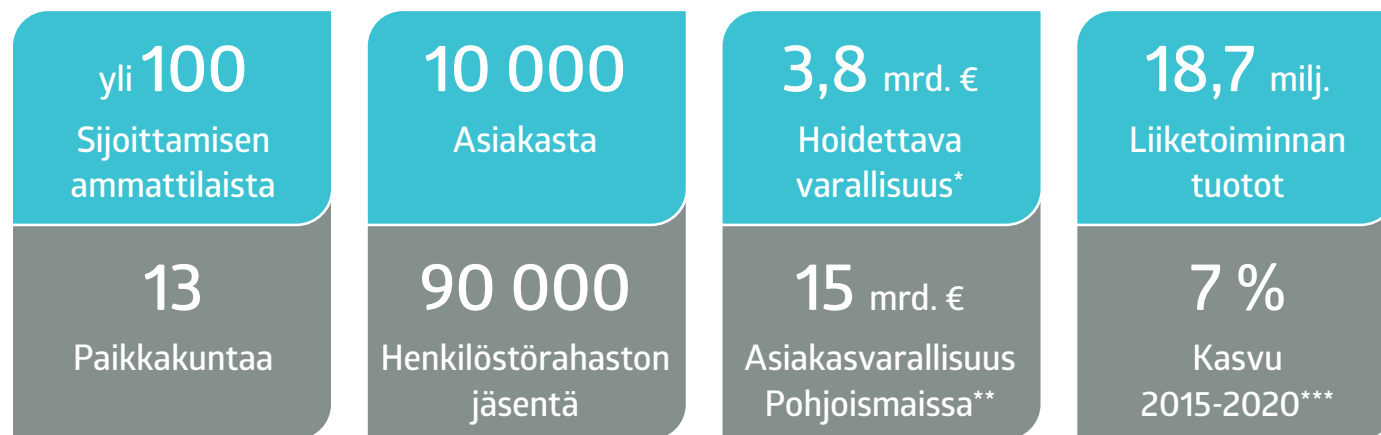 yli 100
Sijoittamisen
ammattilaista
13
Paikkakuntaa
10 000
Asiakasta
90 000
Henkilöstörahaston
jäsentä
3,8 mrd. €
Hoidettava
varallisuus*
15 mrd. €
Asiakasvarallisuus
Pohjoismaissa**
18,7 milj.
Liiketoiminnan
tuotot
7 %
Kasvu
2015-2020***